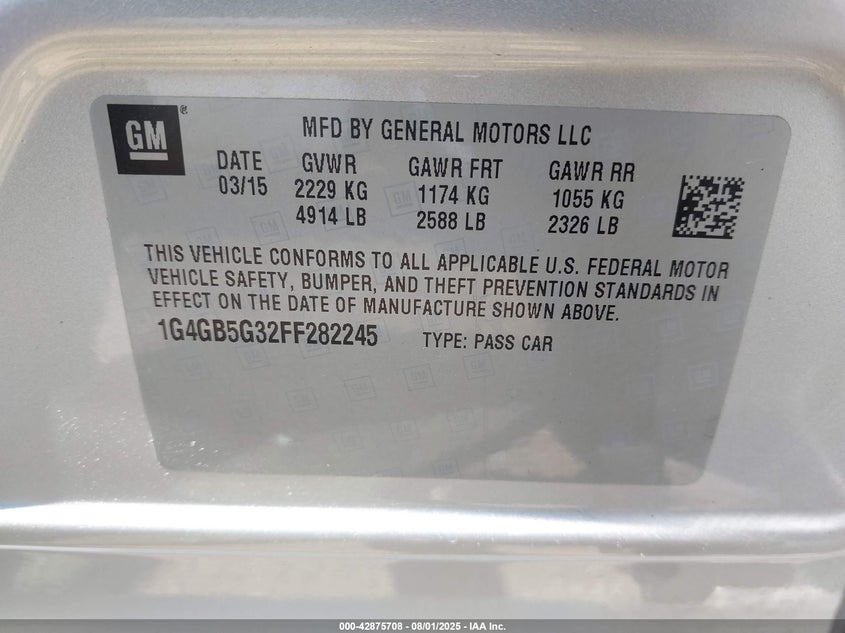 GM®
MFD BY GENERAL MOTORS LLC
DATE GVWR GAWR FRT GAWR RR
03/15 2229 KG 1174 KG 1055 KG
4914 LB 2588 LB 2326 LB
THIS VEHICLE CONFORMS TO ALL APPLICABLE U.S. FEDERAL MOTOR
VEHICLE SAFETY, BUMPER, AND THEFT PREVENTION STANDARDS IN
EFFECT ON THE DATE OF MANUFACTURE SHOWN ABOVE.
1G4GB5G32FF282245 TYPE: PASS CAR
000-42875708 - 08/01/2025 - IAA Inc.